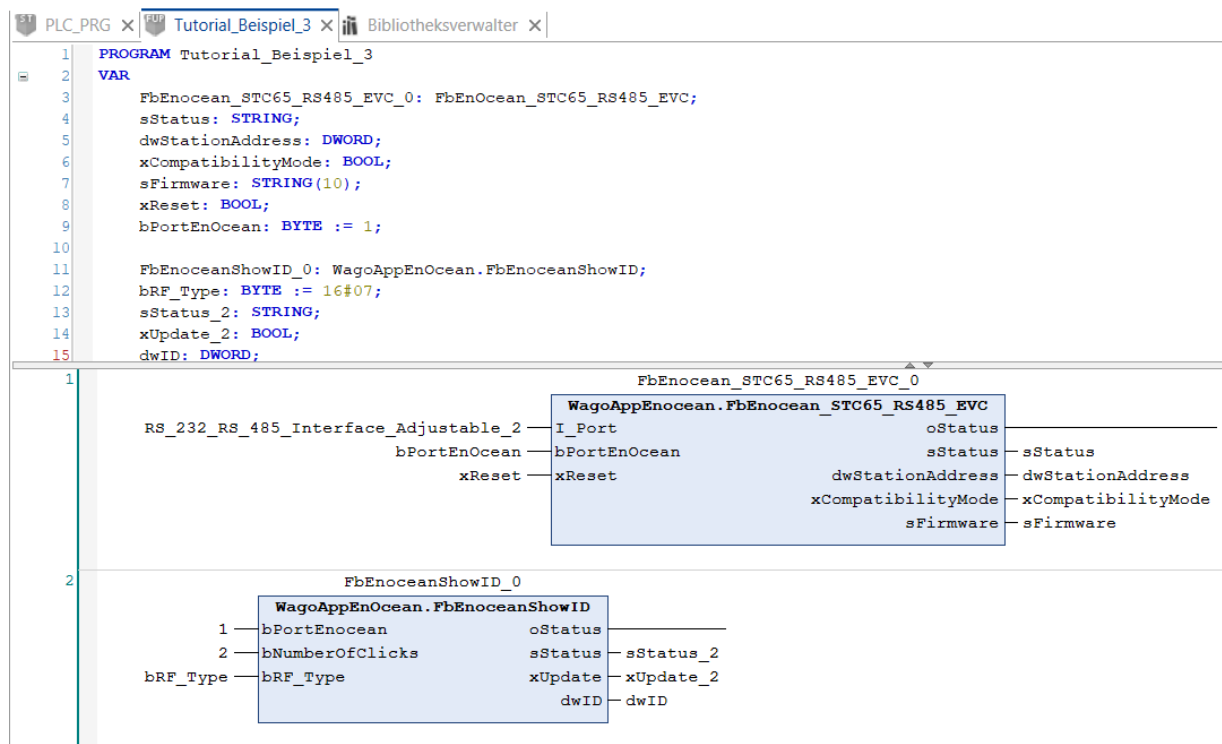 ST PLC_PRG × FUP Tutorial_Beispiel_3 × Bibliotheksverwalter ×
1 PROGRAM Tutorial_Beispiel_3
2 VAR
3 FbEnocean_STC65_RS485_EVC_0: FbEnOcean_STC65_RS485_EVC;
4 sStatus: STRING;
5 dwStationAddress: DWORD;
6 xCompatibilityMode: BOOL;
7 sFirmware: STRING(10);
8 xReset: BOOL;
9 bPortEnOcean: BYTE := 1;
10
11 FbEnoceanShowID_0: WagoAppEnOcean.FbEnoceanShowID;
12 bRF_Type: BYTE := 16#07;
13 sStatus_2: STRING;
14 xUpdate_2: BOOL;
15 dwID: DWORD;
1 FbEnocean_STC65_RS485_EVC_0
WagoAppEnocean.FbEnocean_STC65_RS485_EVC
RS_232_RS_485_Interface_Adjustable_2 I_Port oStatus
bPortEnOcean bPortEnOcean sStatus sStatus
xReset xReset dwStationAddress dwStationAddress
xCompatibilityMode xCompatibilityMode
sFirmware sFirmware
2 FbEnoceanShowID_0
WagoAppEnOcean.FbEnoceanShowID
1 bPortEnocean oStatus
2 bNumberOfClicks sStatus sStatus_2
bRF_Type bRF_Type xUpdate xUpdate_2
dwID dwID